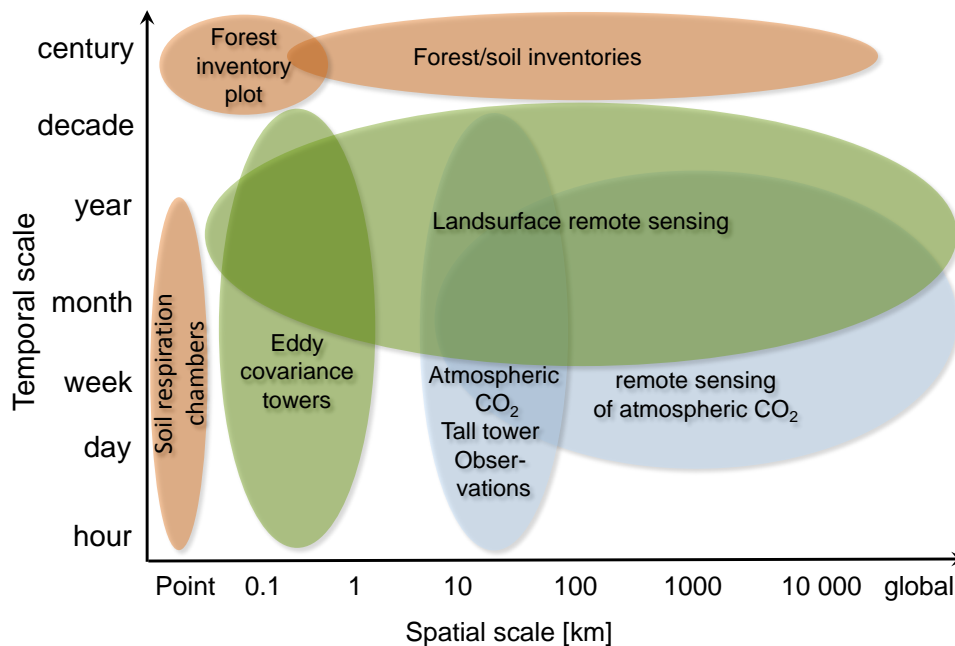 century
decade
year
month
week
day
hour
Temporal scale
Forest
inventory
plot
Forest/soil inventories
Landsurface remote sensing
Soil respiration
chambers
Eddy
covariance
towers
Atmospheric
CO₂
Tall tower
Obser-
vations
remote sensing
of atmospheric CO₂
Point 0.1 1 10 100 1000 10 000 global
Spatial scale [km]